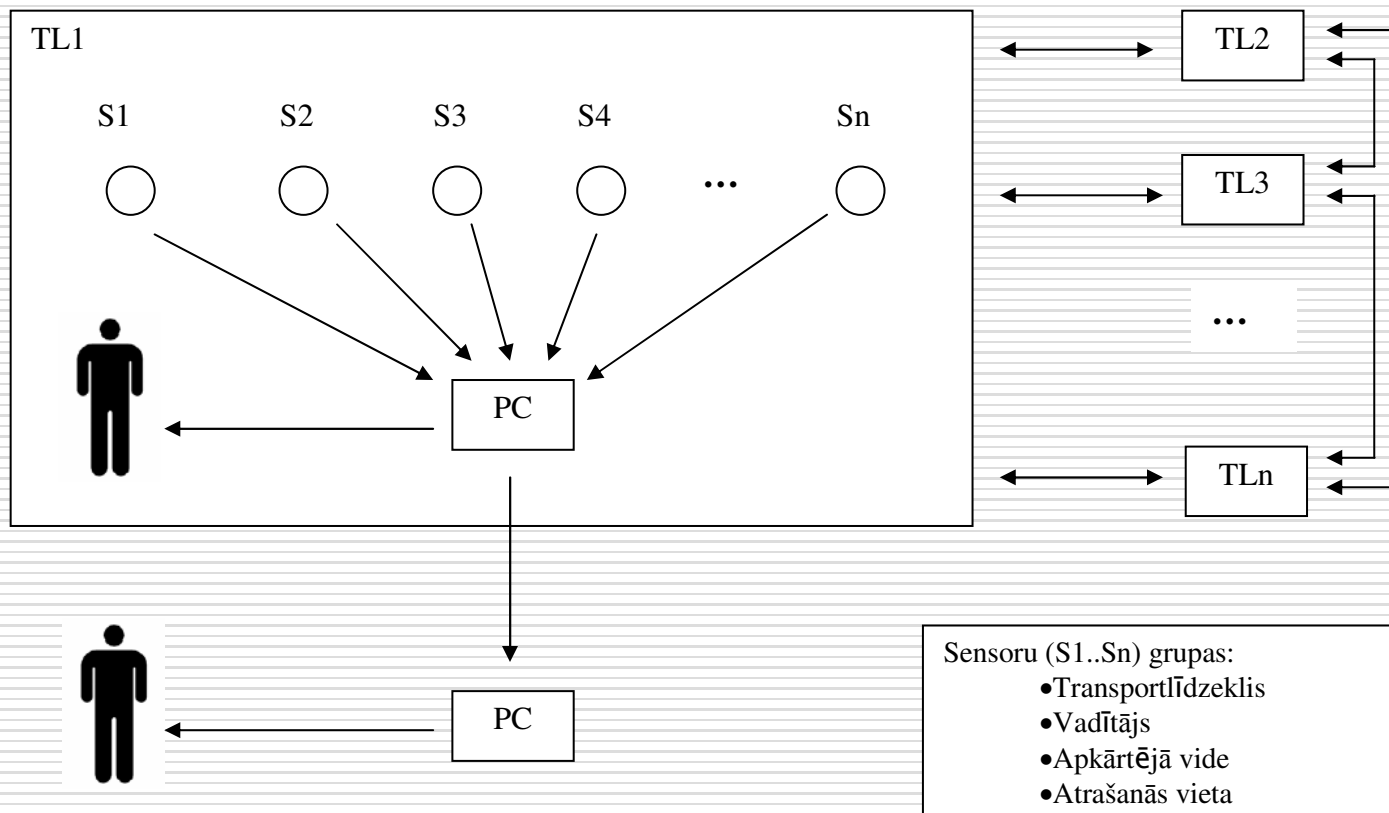 TL1
S1 S2 S3 S4 ... Sn
PC
TL2
TL3
...
TLn
PC
Sensoru (S1..Sn) grupas:
•Transportlīdzeklis
•Vadītājs
•Apkārtējā vide
•Atrašanās vieta